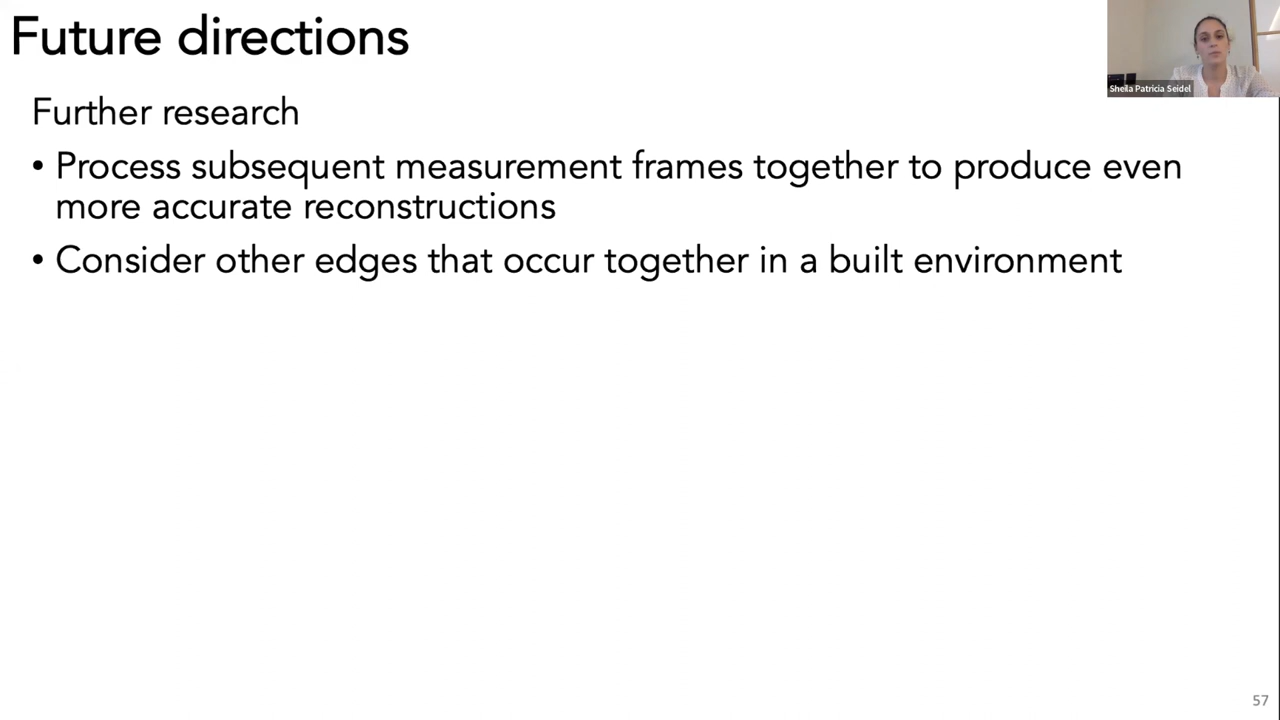 Future directions
Sheila Patricia Seidel
Further research
• Process subsequent measurement frames together to produce even
more accurate reconstructions
• Consider other edges that occur together in a built environment
57